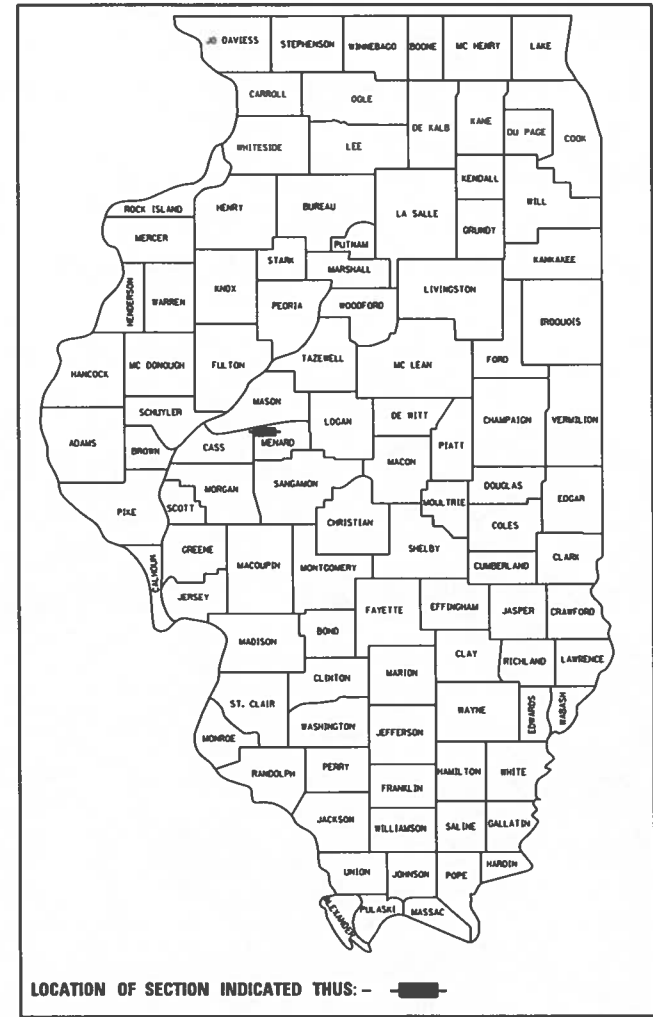 JO DAVIESS STEPHENSON WINNEBAGO BOONE MC HENRY LAKE
CARROLL OGLE DE KALB KANE DU PAGE COOK
WHITESIDE LEE
KENDALL
ROCK ISLAND HENRY BUREAU LA SALLE WILL
MERCER PUTNAM GRUNDY
STARK MARSHALL KANKAKEE
HENDERSON WARREN KNOX PEORIA WOODFORD LIVINGSTON IROQUOIS
HANCOCK MC DONOUGH FULTON TAZEWELL MC LEAN FORD
MASON
SCHUYLER LOGAN DE WITT CHAMPAIGN VERMILION
ADAMS BROWN CASS MENARD PIATT
MACON
PIKE SCOTT MORGAN SANGAMON MOULTRIE DOUGLAS EDGAR
CHRISTIAN COLES
CALHOUN GREENE MACOUPIN MONTGOMERY SHELBY CUMBERLAND CLARK
JERSEY FAYETTE EFFINGHAM JASPER CRAWFORD
MADISON BOND
CLAY RICHLAND LAWRENCE
CLINTON MARION
ST. CLAIR WAYNE EDWARDS WABASH
WASHINGTON JEFFERSON
MONROE
RANDOLPH PERRY HAMILTON WHITE
FRANKLIN
JACKSON WILLIAMSON SALINE GALLATIN
UNION JOHNSON POPE HARDIN
ALEXANDER PULASKI MASSAC
LOCATION OF SECTION INDICATED THUS: -